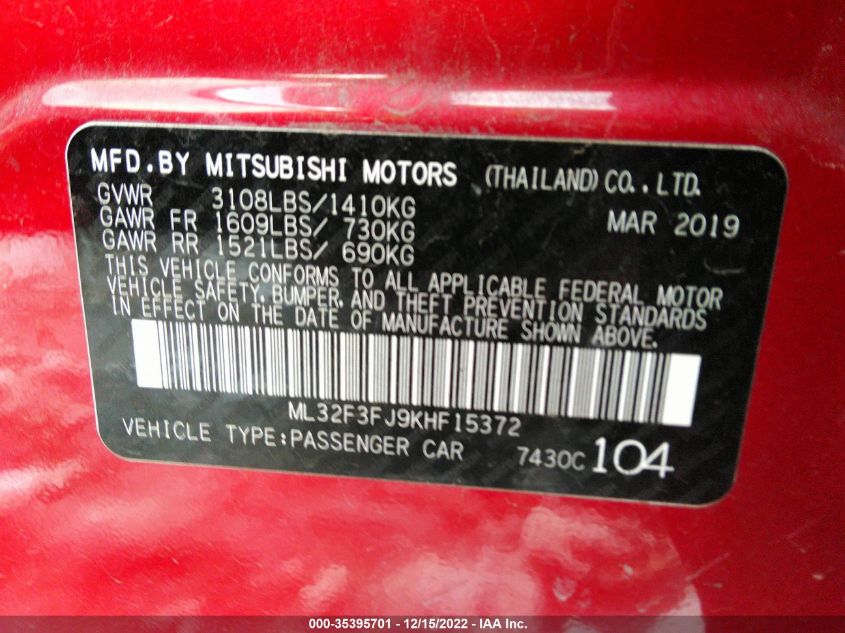 MFD.BY MITSUBISHI MOTORS (THAILAND) CO., LTD.
GVWR 3108LBS/1410KG MAR 2019
GAWR FR 1609LBS/ 730KG
GAWR RR 1521LBS/ 690KG
THIS VEHICLE CONFORMS TO ALL APPLICABLE FEDERAL MOTOR
VEHICLE SAFETY, BUMPER, AND THEFT PREVENTION STANDARDS
IN EFFECT ON THE DATE OF MANUFACTURE SHOWN ABOVE.
ML32F3FJ9KHF15372
VEHICLE TYPE:PASSENGER CAR 7430C 104
000-35395701 - 12/15/2022 - IAA Inc.